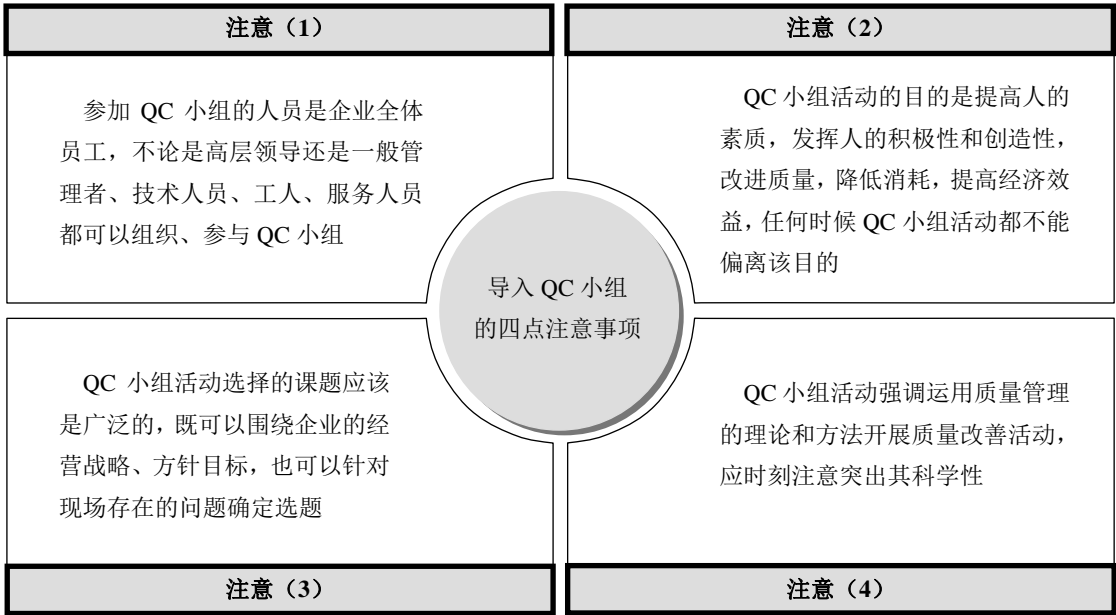 注意（1）
参加 QC 小组的人员是企业全体
员工，不论是高层领导还是一般管
理者、技术人员、工人、服务人员
都可以组织、参与 QC 小组
注意（2）
QC 小组活动的目的是提高人的
素质，发挥人的积极性和创造性，
改进质量，降低消耗，提高经济效
益，任何时候 QC 小组活动都不能
偏离该目的
导入 QC 小组
的四点注意事项
QC 小组活动选择的课题应该
是广泛的，既可以围绕企业的经
营战略、方针目标，也可以针对
现场存在的问题确定选题
注意（3）
QC 小组活动强调运用质量管理
的理论和方法开展质量改善活动，
应时刻注意突出其科学性
注意（4）